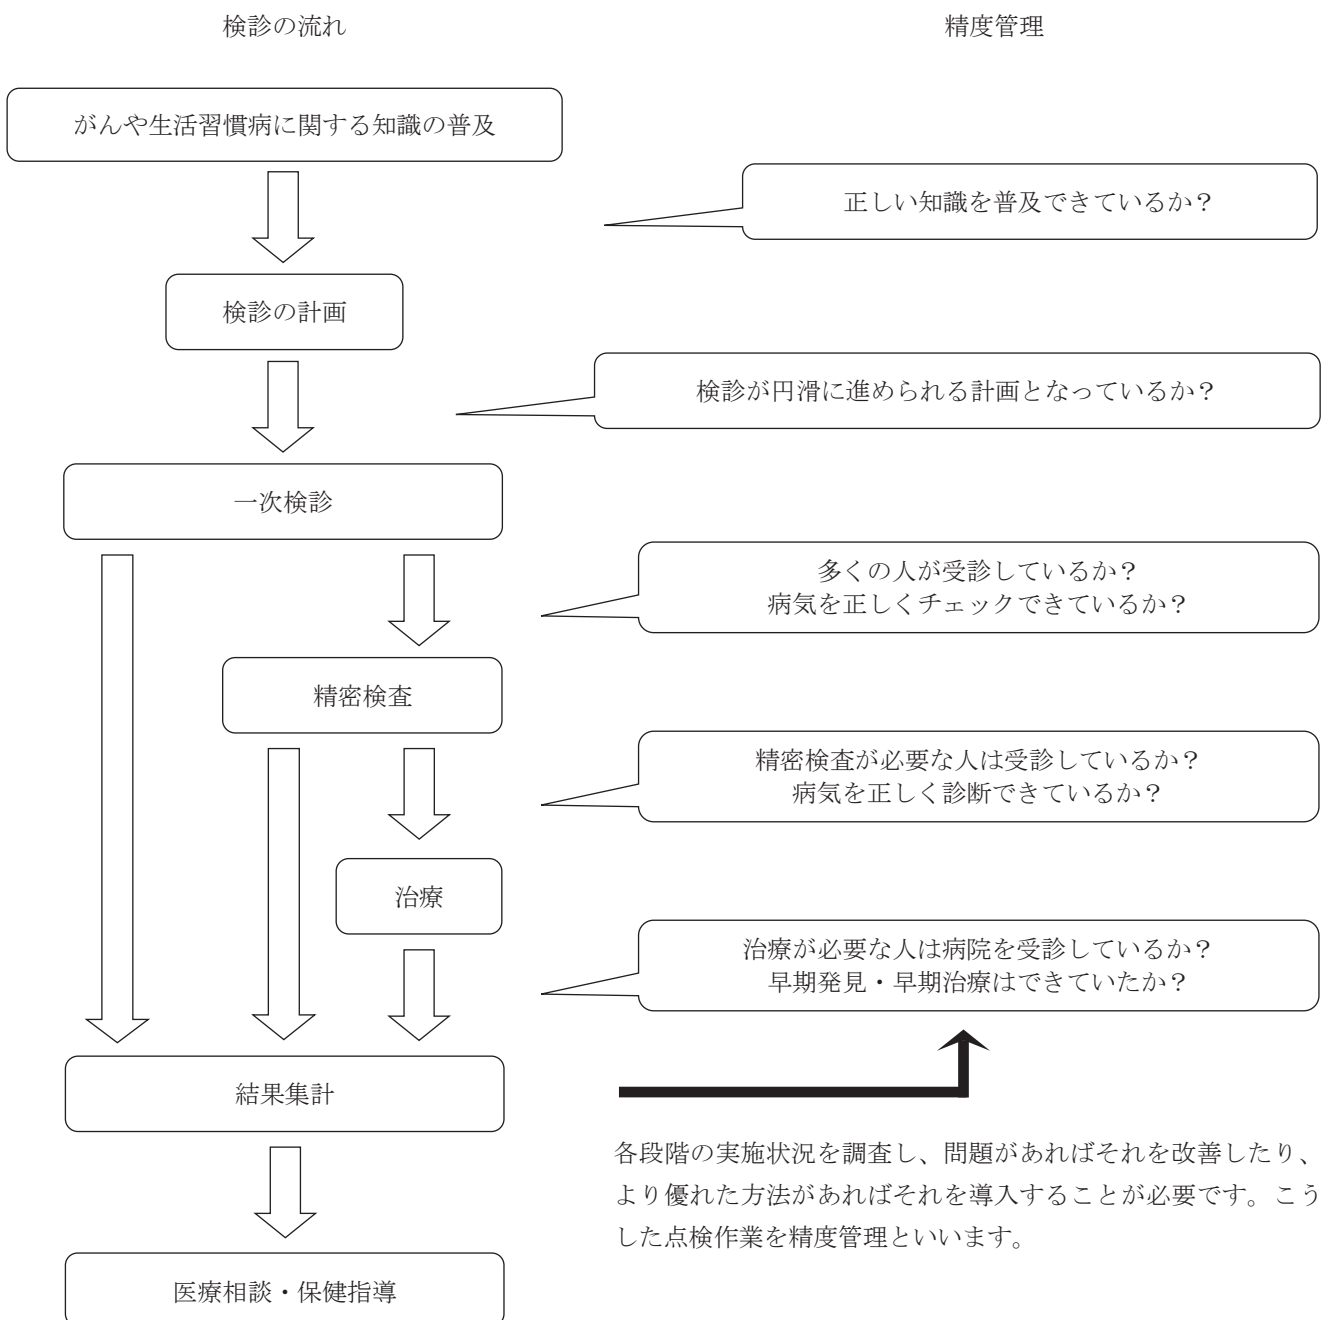 検診の流れ
精度管理
がんや生活習慣病に関する知識の普及
正しい知識を普及できているか？
検診の計画
検診が円滑に進められる計画となっているか？
一次検診
多くの人が受診しているか？
病気を正しくチェックできているか？
精密検査
精密検査が必要な人は受診しているか？
病気を正しく診断できているか？
治療
治療が必要な人は病院を受診しているか？
早期発見・早期治療はできていたか？
結果集計
各段階の実施状況を調査し、問題があればそれを改善したり、
より優れた方法があればそれを導入することが必要です。こう
した点検作業を精度管理といいます。
医療相談・保健指導